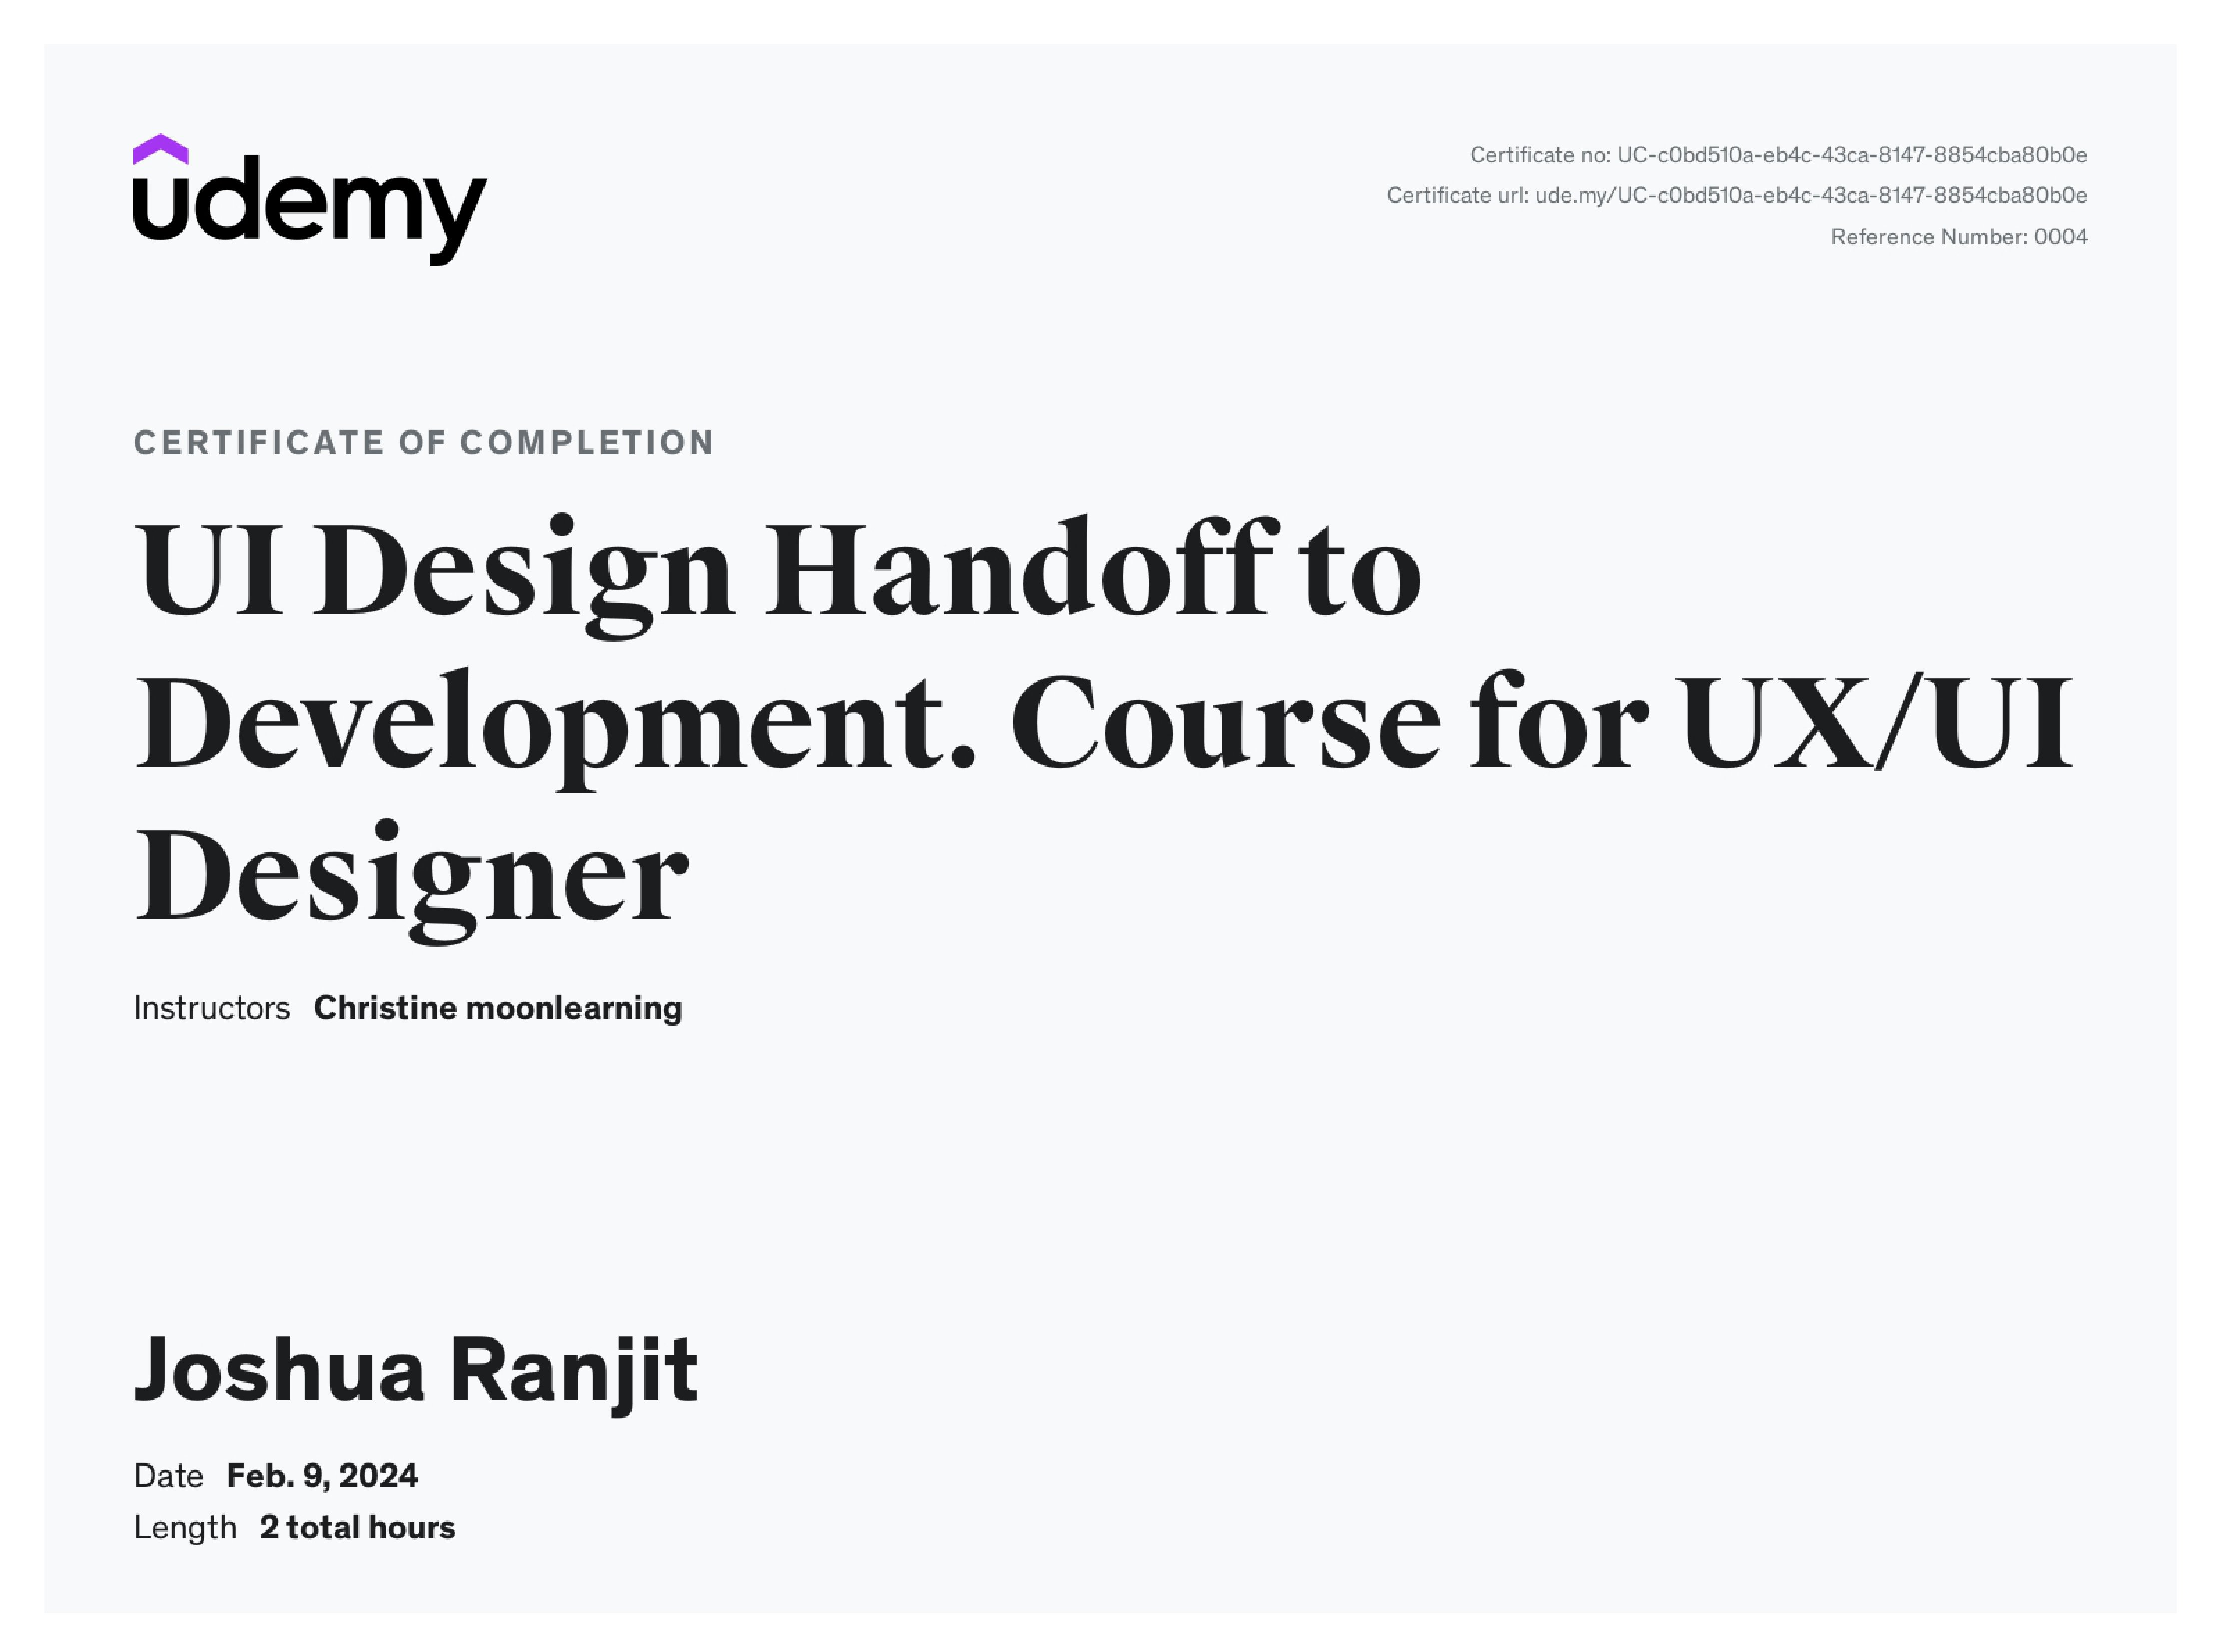 udemy
Certificate no: UC-c0bd510a-eb4c-43ca-8147-8854cba80b0e
Certificate url: ude.my/UC-c0bd510a-eb4c-43ca-8147-8854cba80b0e
Reference Number: 0004
CERTIFICATE OF COMPLETION
UI Design Handoff to
Development. Course for UX/UI
Designer
Instructors Christine moonlearning
Joshua Ranjit
Date Feb. 9, 2024
Length 2 total hours